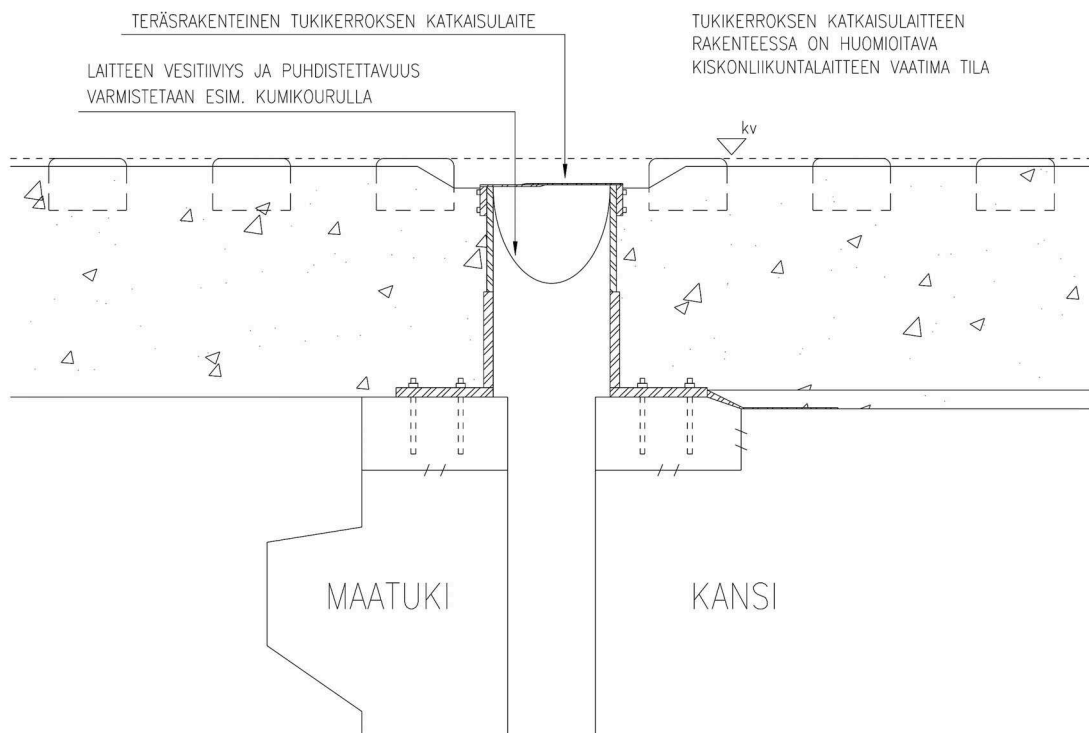 TERÄSRAKENTEINEN TUKIKERROKSEN KATKAISULAITE
LAITTEEN VESITIIVIYS JA PUHDISTETTAVUUS
VARMISTETAAN ESIM. KUMIKOURULLA
TUKIKERROKSEN KATKAISULAITTEEN
RAKENTEESSA ON HUOMIOITAVA
KISKONLIIKUNTALAITTEEN VAATIMA TILA
kv
MAATUKI
KANSI